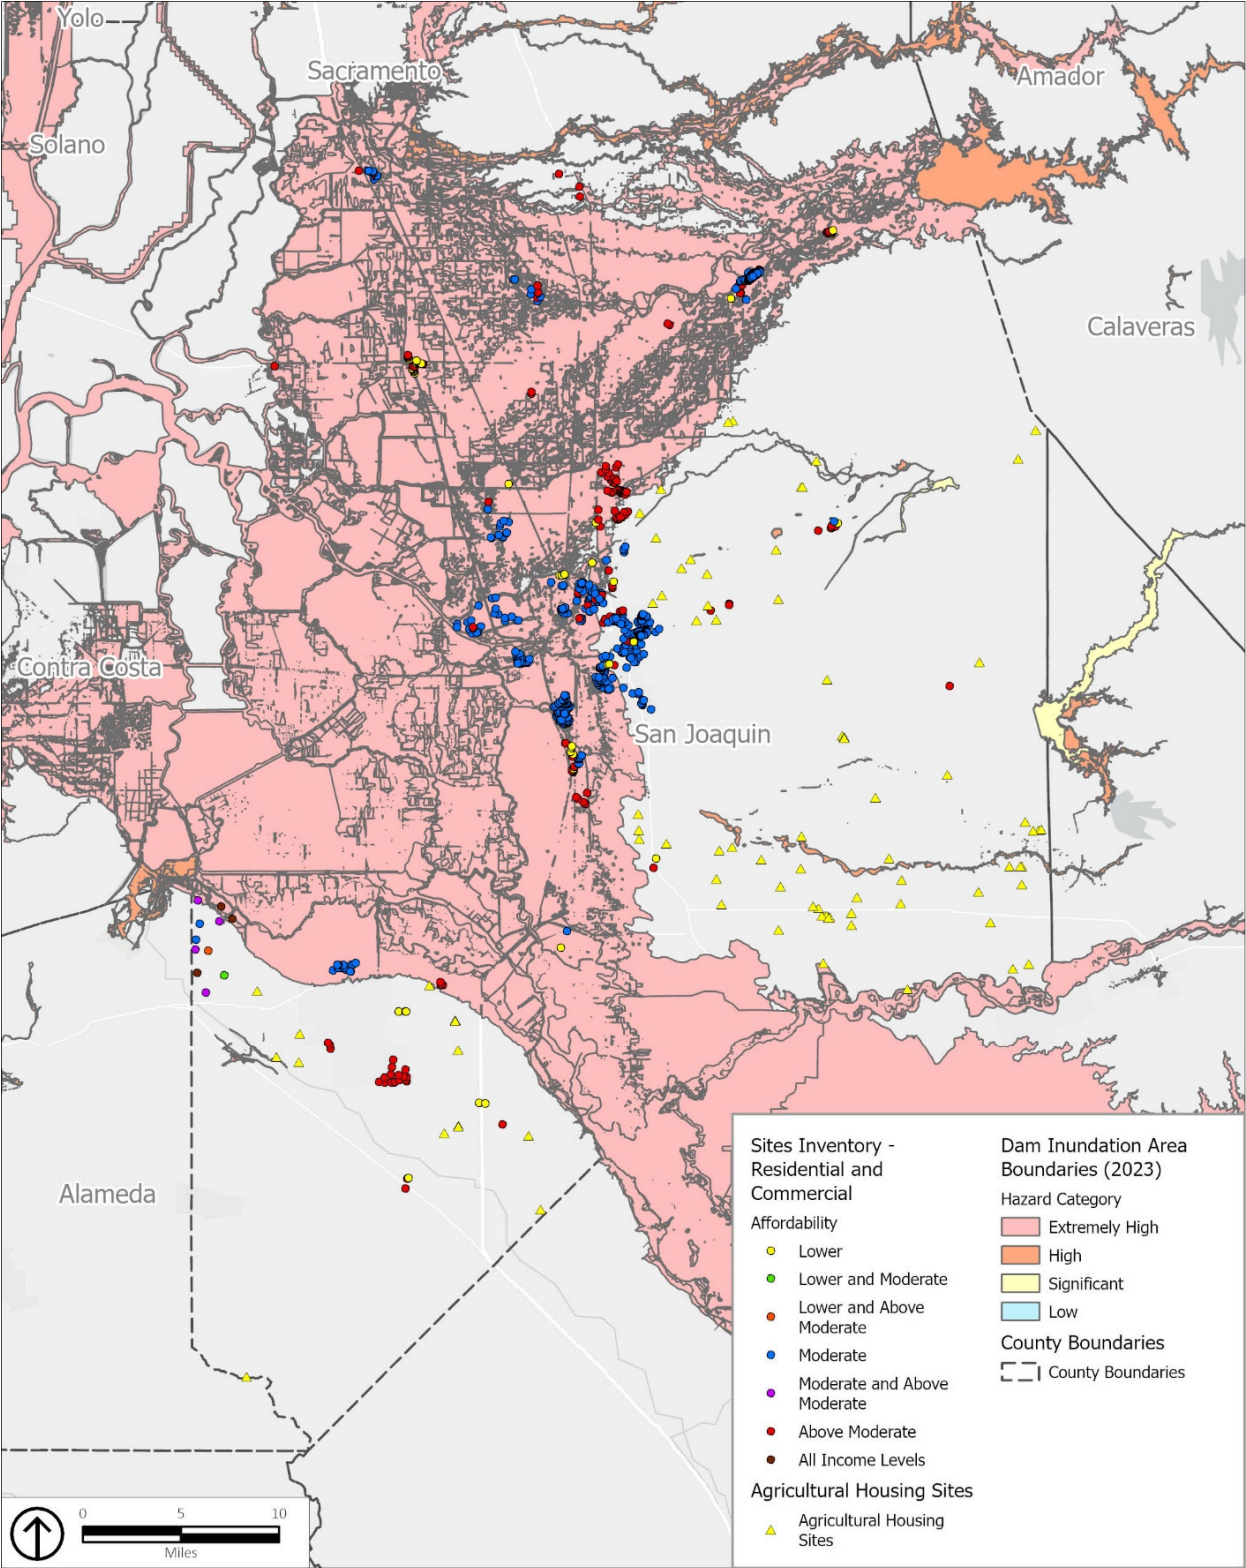 Yolo
Sacramento
Amador
Solano
Calaveras
Contra Costa
San Joaquin
Alameda
Sites Inventory -
Residential and
Commercial
Affordability
Lower
Lower and Moderate
Lower and Above
Moderate
Moderate
Moderate and Above
Moderate
Above Moderate
All Income Levels
Agricultural Housing Sites
Agricultural Housing
Sites
Dam Inundation Area
Boundaries (2023)
Hazard Category
Extremely High
High
Significant
Low
County Boundaries
County Boundaries
0 5 10
Miles